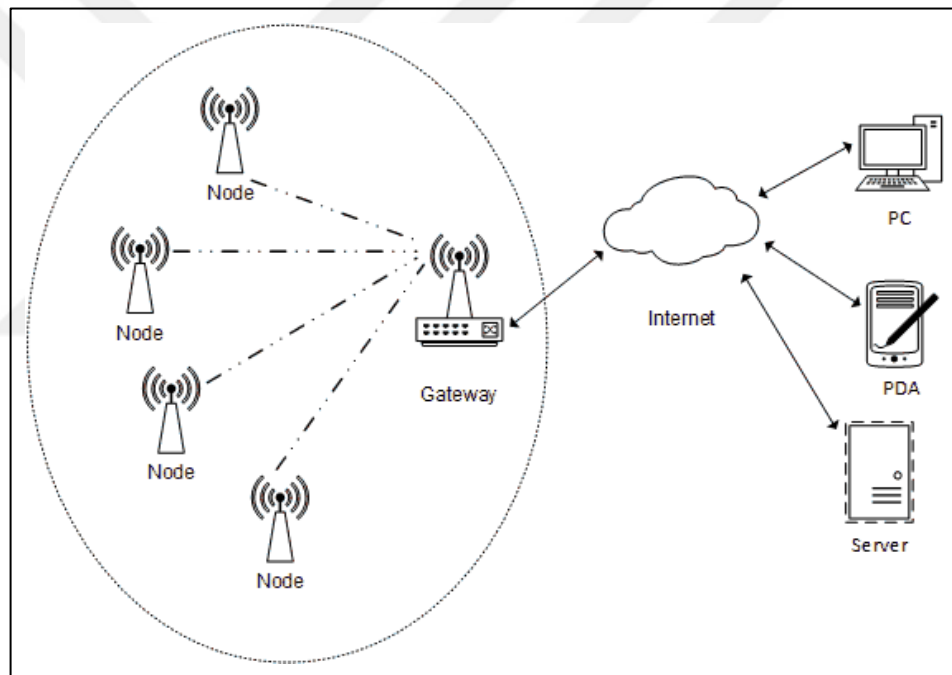 Node
Node
Node
Node
Gateway
Internet
PC
PDA
Server